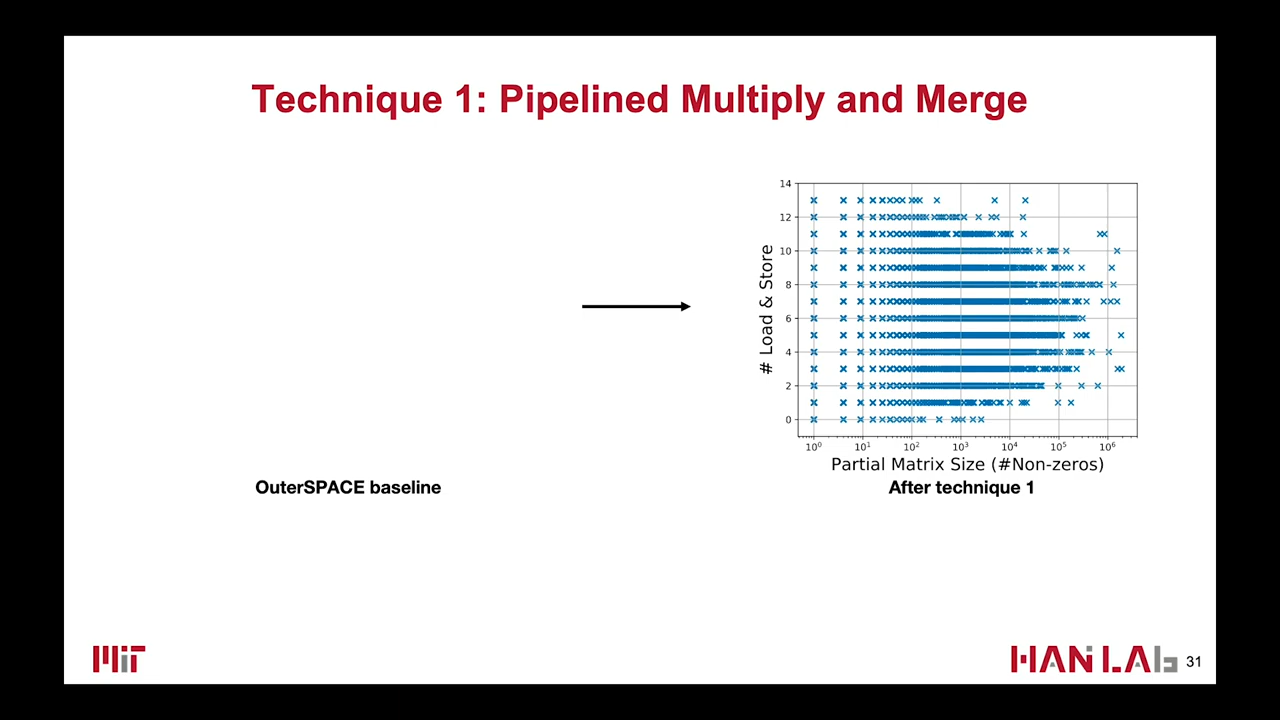 Technique 1: Pipelined Multiply and Merge
14
12
10
8
6
4
2
0
# Load & Store
10⁰ 10¹ 10² 10³ 10⁴ 10⁵ 10⁶
Partial Matrix Size (#Non-zeros)
OuterSPACE baseline
After technique 1
MIT
HAN LAb
31